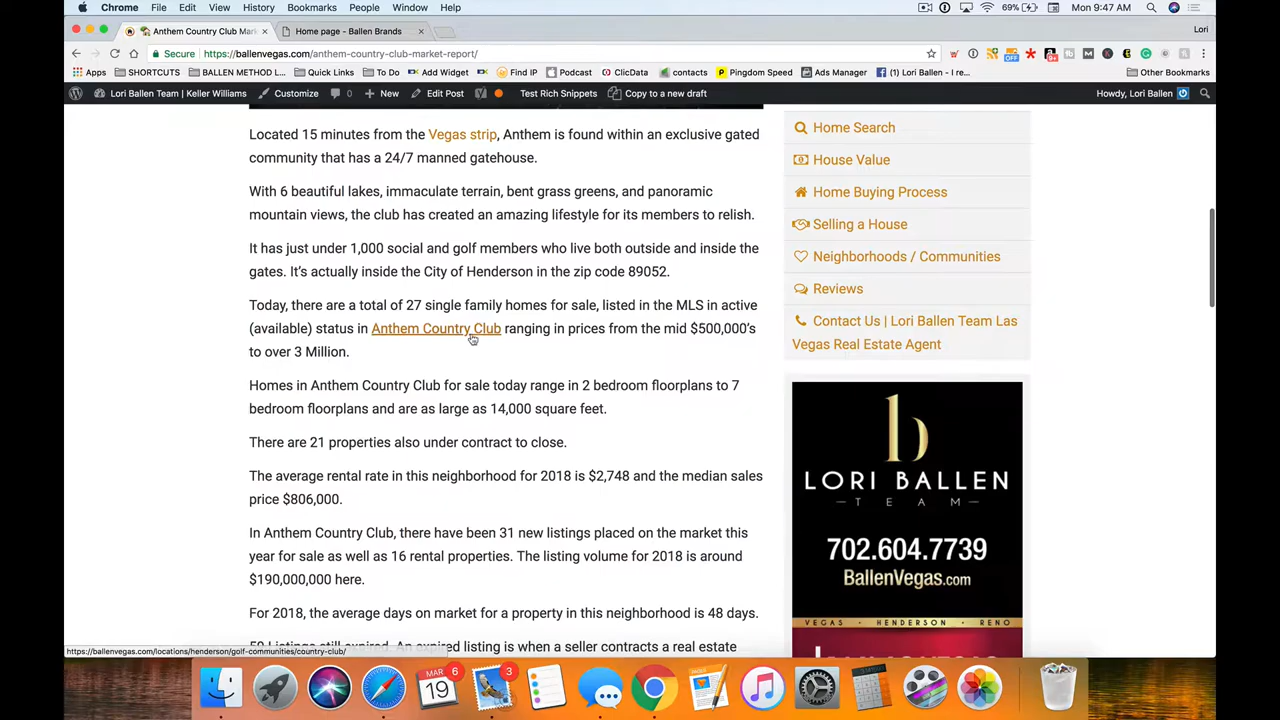 Chrome File Edit View History Bookmarks People Window Help 69% Mon 9:47 AM
Anthem Country Club Mar Home page - Ballen Brands Lori
Secure https://ballenvegas.com/anthem-country-club-market-report/
Apps SHORTCUTS BALLEN METHOD L... Quick Links To Do Add Widget Find IP Podcast ClicData contacts Pingdom Speed Ads Manager (1) Lori Ballen - I re... Other Bookmarks
Lori Ballen Team | Keller Williams Customize 0 New Edit Post Test Rich Snippets Copy to a new draft Howdy, Lori Ballen
Located 15 minutes from the Vegas strip, Anthem is found within an exclusive gated
community that has a 24/7 manned gatehouse.
With 6 beautiful lakes, immaculate terrain, bent grass greens, and panoramic
mountain views, the club has created an amazing lifestyle for its members to relish.
It has just under 1,000 social and golf members who live both outside and inside the
gates. It's actually inside the City of Henderson in the zip code 89052.
Today, there are a total of 27 single family homes for sale, listed in the MLS in active
(available) status in Anthem Country Club ranging in prices from the mid $500,000's
to over 3 Million.
Homes in Anthem Country Club for sale today range in 2 bedroom floorplans to 7
bedroom floorplans and are as large as 14,000 square feet.
There are 21 properties also under contract to close.
The average rental rate in this neighborhood for 2018 is $2,748 and the median sales
price $806,000.
In Anthem Country Club, there have been 31 new listings placed on the market this
year for sale as well as 16 rental properties. The listing volume for 2018 is around
$190,000,000 here.
For 2018, the average days on market for a property in this neighborhood is 48 days.
Listings still expired. An expired listing is when a seller contracts a real estate
Home Search
House Value
Home Buying Process
Selling a House
Neighborhoods / Communities
Reviews
Contact Us | Lori Ballen Team Las
Vegas Real Estate Agent
LORI BALLEN
TEAM
702.604.7739
BallenVegas.com
VEGAS • HENDERSON • RENO
https://ballenvegas.com/locations/henderson/golf-communities/country-club/
MAR 6 3
19